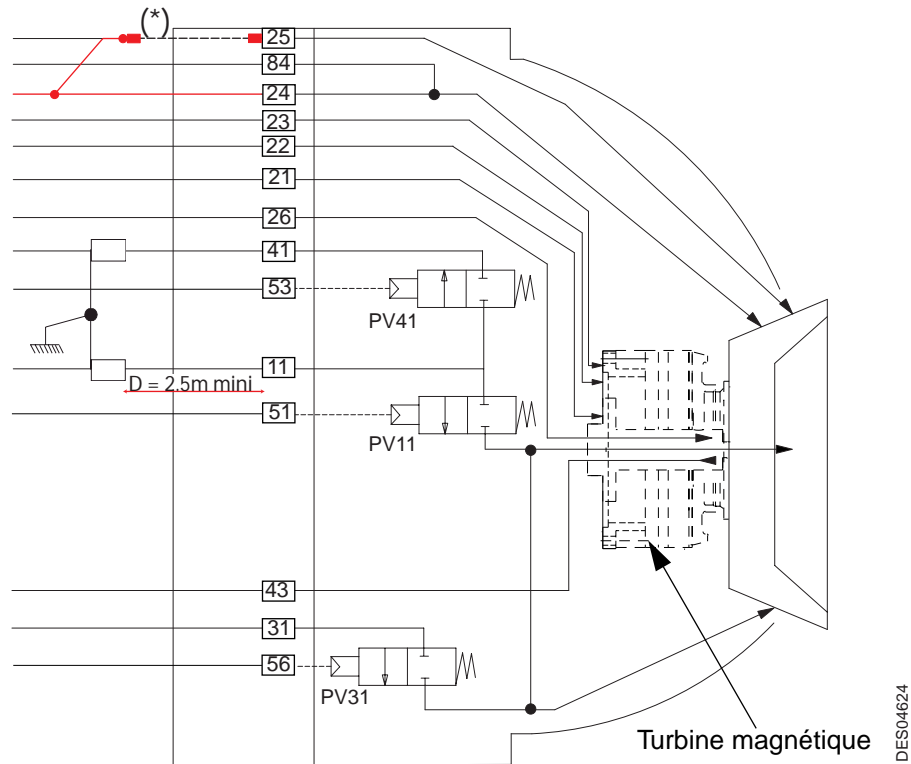 (*)
25
84
24
23
22
21
26
41
53
PV41
11
D = 2.5m mini
51
PV11
43
31
56
PV31
Turbine magnétique
DES04624